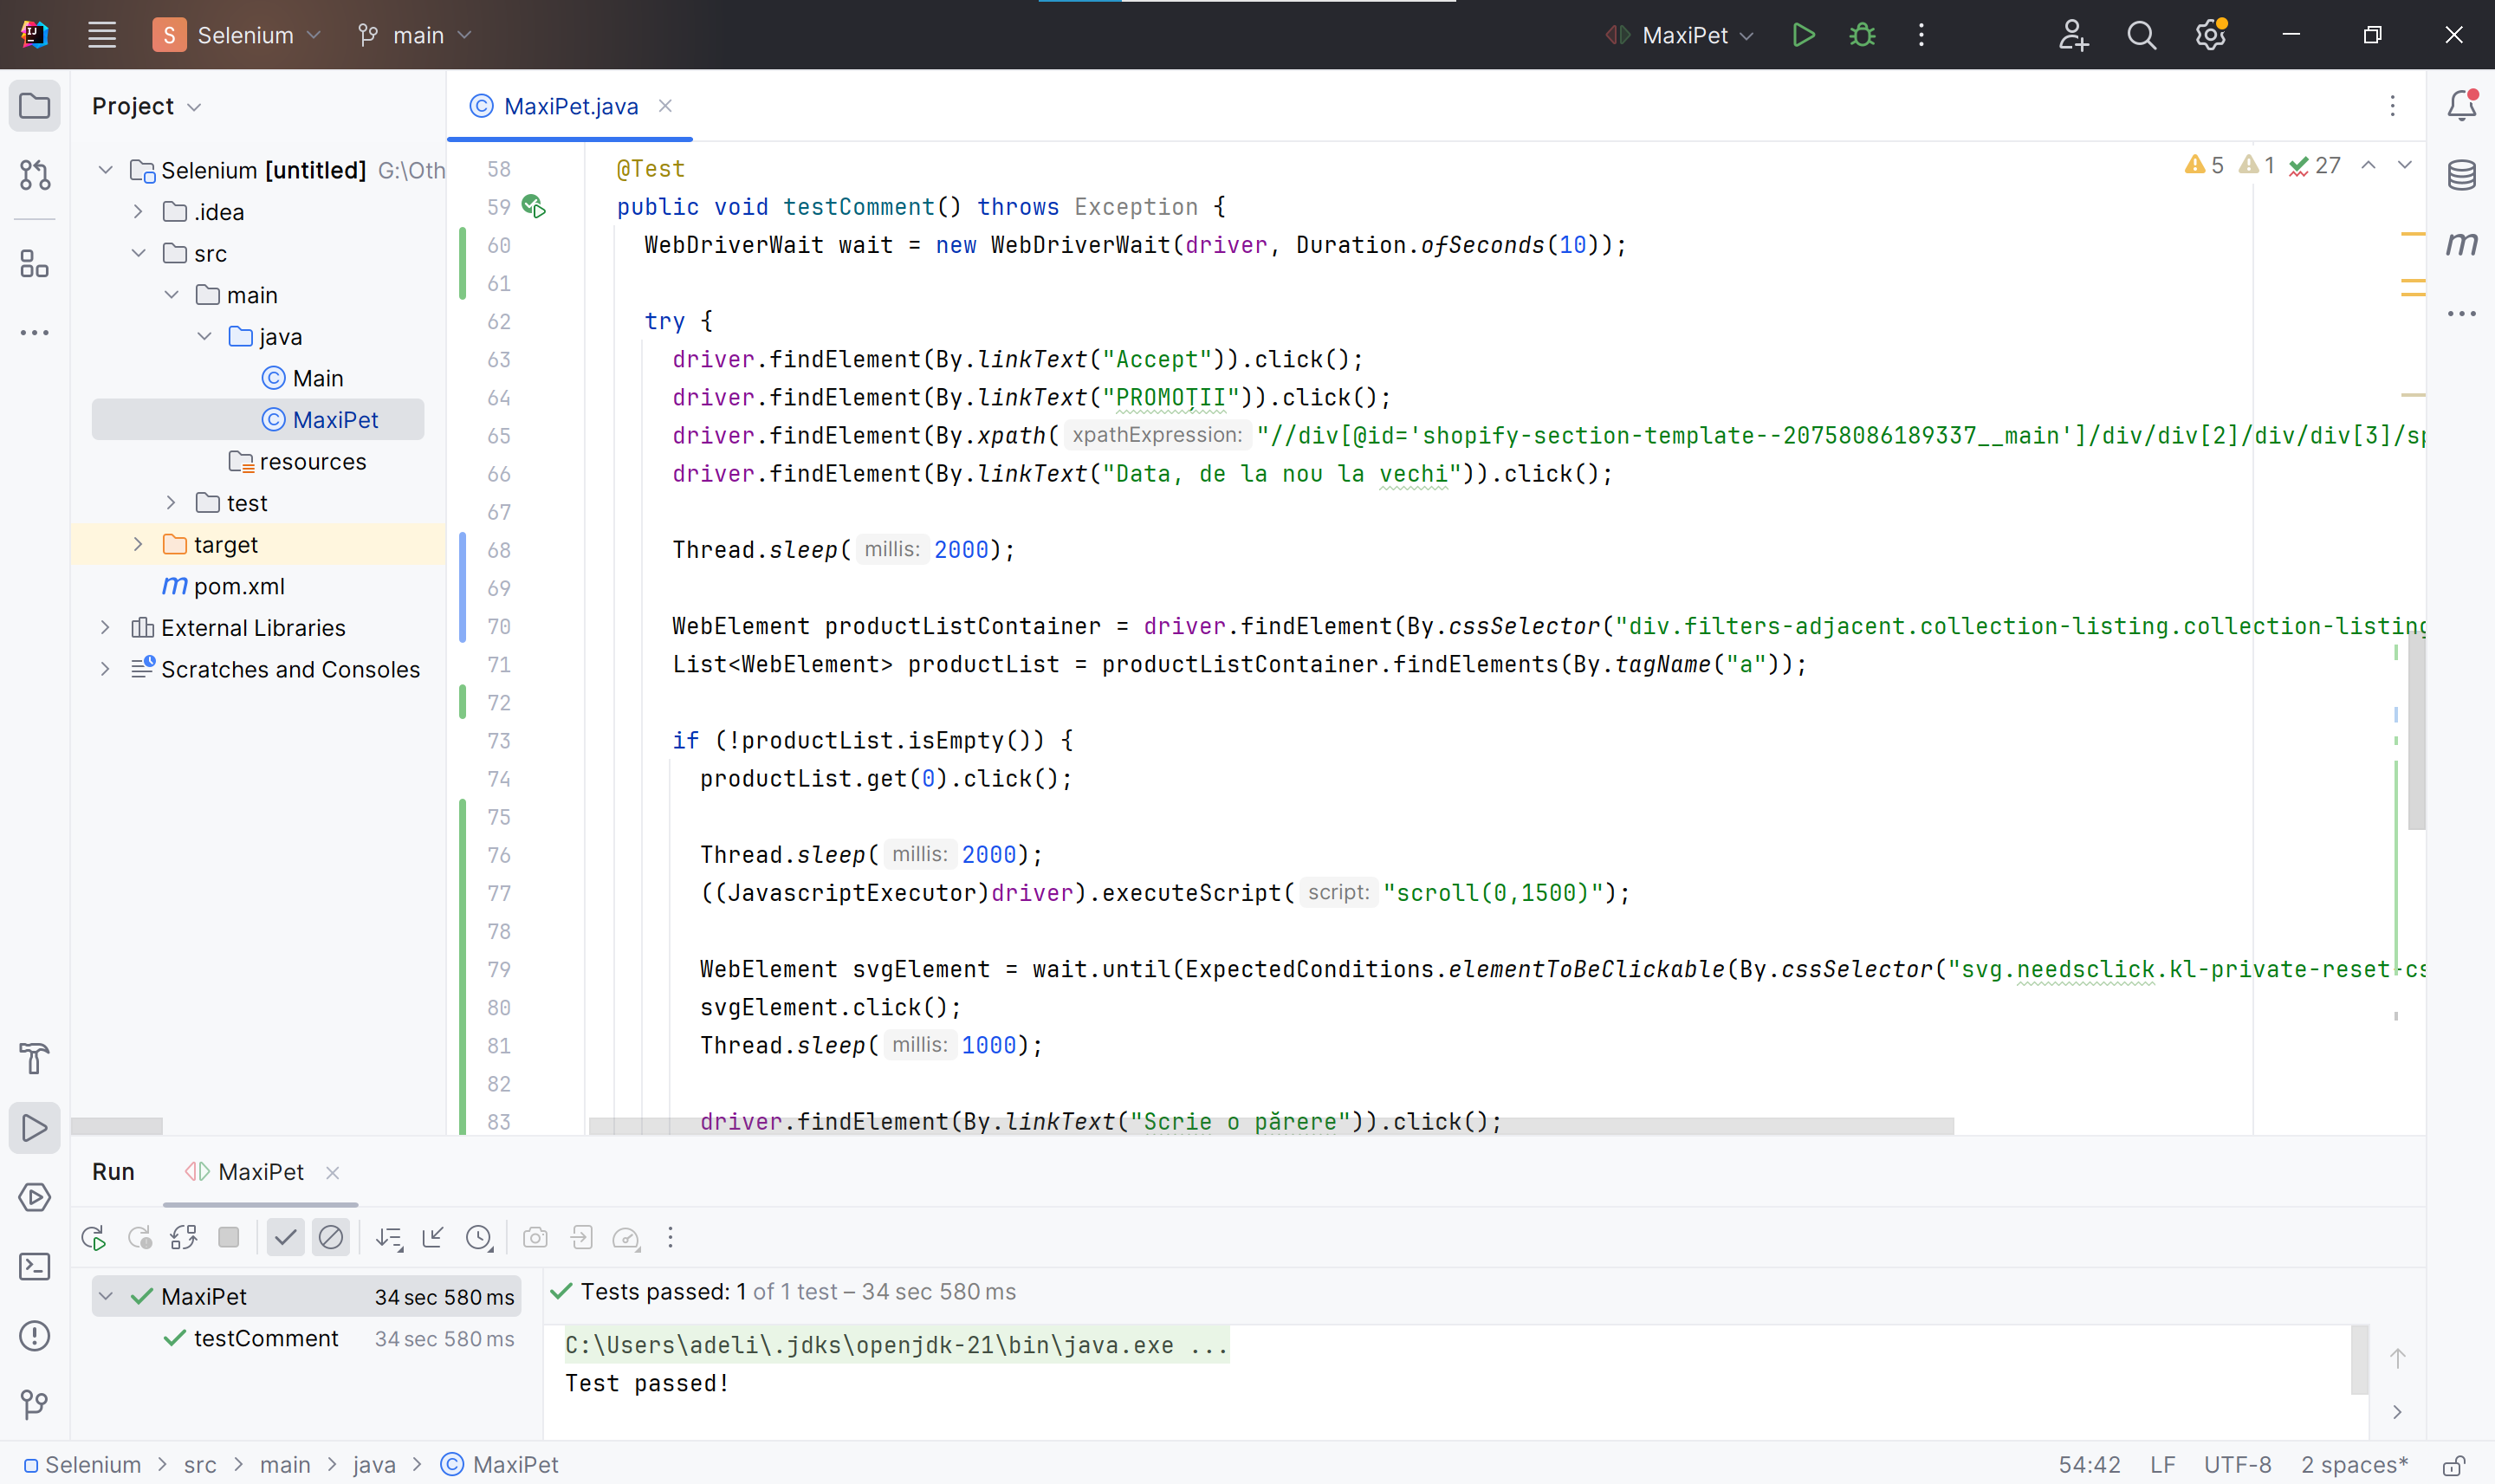 S Selenium main MaxiPet
Project
MaxiPet.java
Selenium [untitled] G:\Oth
.idea
src
main
java
Main
MaxiPet
resources
test
target
m pom.xml
External Libraries
Scratches and Consoles
5 1 27
58 @Test
59 public void testComment() throws Exception {
60 WebDriverWait wait = new WebDriverWait(driver, Duration.ofSeconds(10));
61
62 try {
63 driver.findElement(By.linkText("Accept")).click();
64 driver.findElement(By.linkText("PROMOȚII")).click();
65 driver.findElement(By.xpath( xpathExpression: "//div[@id='shopify-section-template--20758086189337__main']/div/div[2]/div/div[3]/sp
66 driver.findElement(By.linkText("Data, de la nou la vechi")).click();
67
68 Thread.sleep( millis: 2000);
69
70 WebElement productListContainer = driver.findElement(By.cssSelector("div.filters-adjacent.collection-listing.collection-listing
71 List<WebElement> productList = productListContainer.findElements(By.tagName("a"));
72
73 if (!productList.isEmpty()) {
74 productList.get(0).click();
75
76 Thread.sleep( millis: 2000);
77 ((JavascriptExecutor)driver).executeScript( script: "scroll(0,1500)");
78
79 WebElement svgElement = wait.until(ExpectedConditions.elementToBeClickable(By.cssSelector("svg.needsclick.kl-private-reset-cs
80 svgElement.click();
81 Thread.sleep( millis: 1000);
82
83 driver.findElement(By.linkText("Scrie o părere")).click();
m
Run MaxiPet
MaxiPet 34 sec 580 ms
testComment 34 sec 580 ms
Tests passed: 1 of 1 test – 34 sec 580 ms
C:\Users\adeli\.jdks\openjdk-21\bin\java.exe ...
Test passed!
Selenium > src > main > java > MaxiPet
54:42 LF UTF-8 2 spaces*